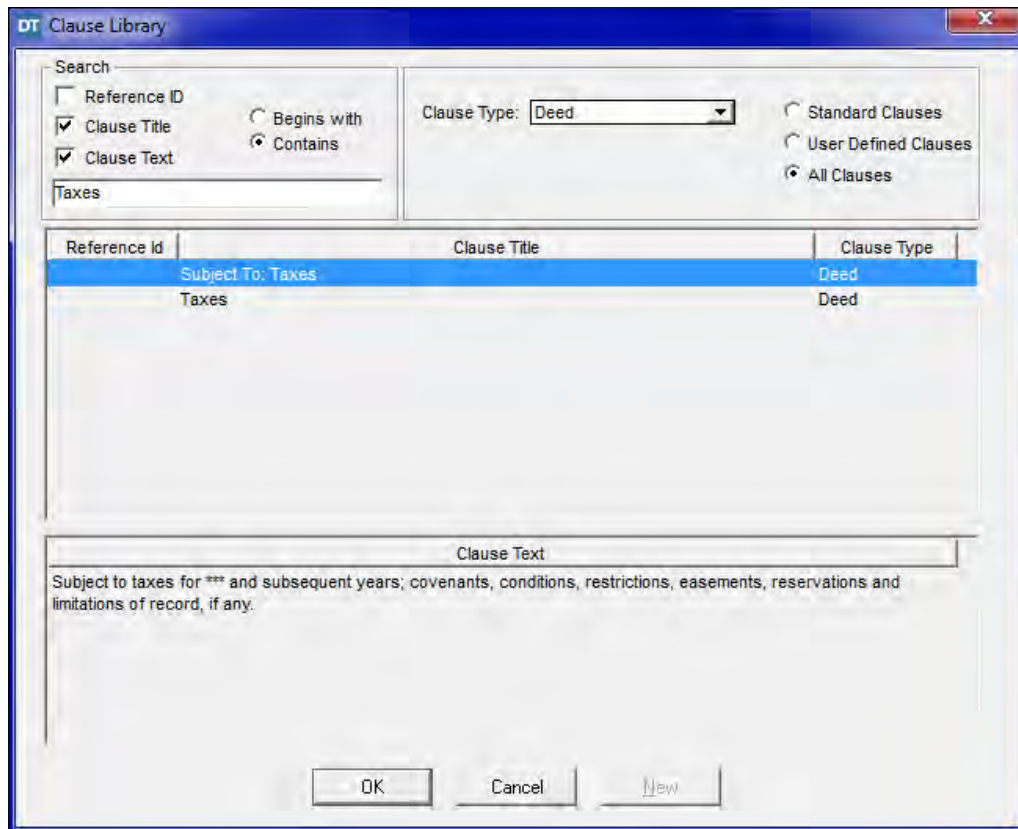 DT Clause Library
Search
Reference ID
Clause Title
Clause Text
Begins with
Contains
Taxes
Clause Type: Deed
Standard Clauses
User Defined Clauses
All Clauses
Reference Id Clause Title Clause Type
Subject To: Taxes Deed
Taxes Deed
Clause Text
Subject to taxes for *** and subsequent years; covenants, conditions, restrictions, easements, reservations and
limitations of record, if any.
OK Cancel New